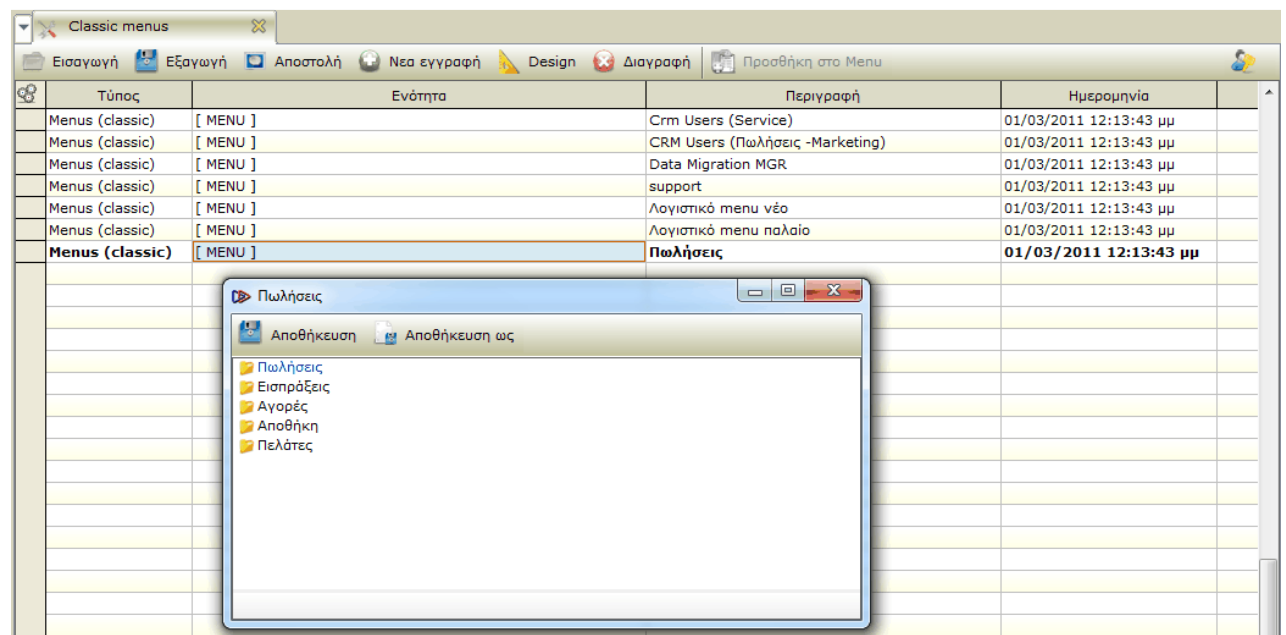 Classic menus
Εισαγωγή Εξαγωγή Αποστολή Νεα εγγραφή Design Διαγραφή Προσθήκη στο Menu
Τύπος Ενότητα Περιγραφή Ημερομηνία
Menus (classic) [ MENU ] Crm Users (Service) 01/03/2011 12:13:43 μμ
Menus (classic) [ MENU ] CRM Users (Πωλήσεις -Marketing) 01/03/2011 12:13:43 μμ
Menus (classic) [ MENU ] Data Migration MGR 01/03/2011 12:13:43 μμ
Menus (classic) [ MENU ] support 01/03/2011 12:13:43 μμ
Menus (classic) [ MENU ] Λογιστικό menu νέο 01/03/2011 12:13:43 μμ
Menus (classic) [ MENU ] Λογιστικό menu παλαίο 01/03/2011 12:13:43 μμ
Menus (classic) [ MENU ] Πωλήσεις 01/03/2011 12:13:43 μμ
Πωλήσεις
Αποθήκευση Αποθήκευση ως
Πωλήσεις
Εισπράξεις
Αγορές
Αποθήκη
Πελάτες